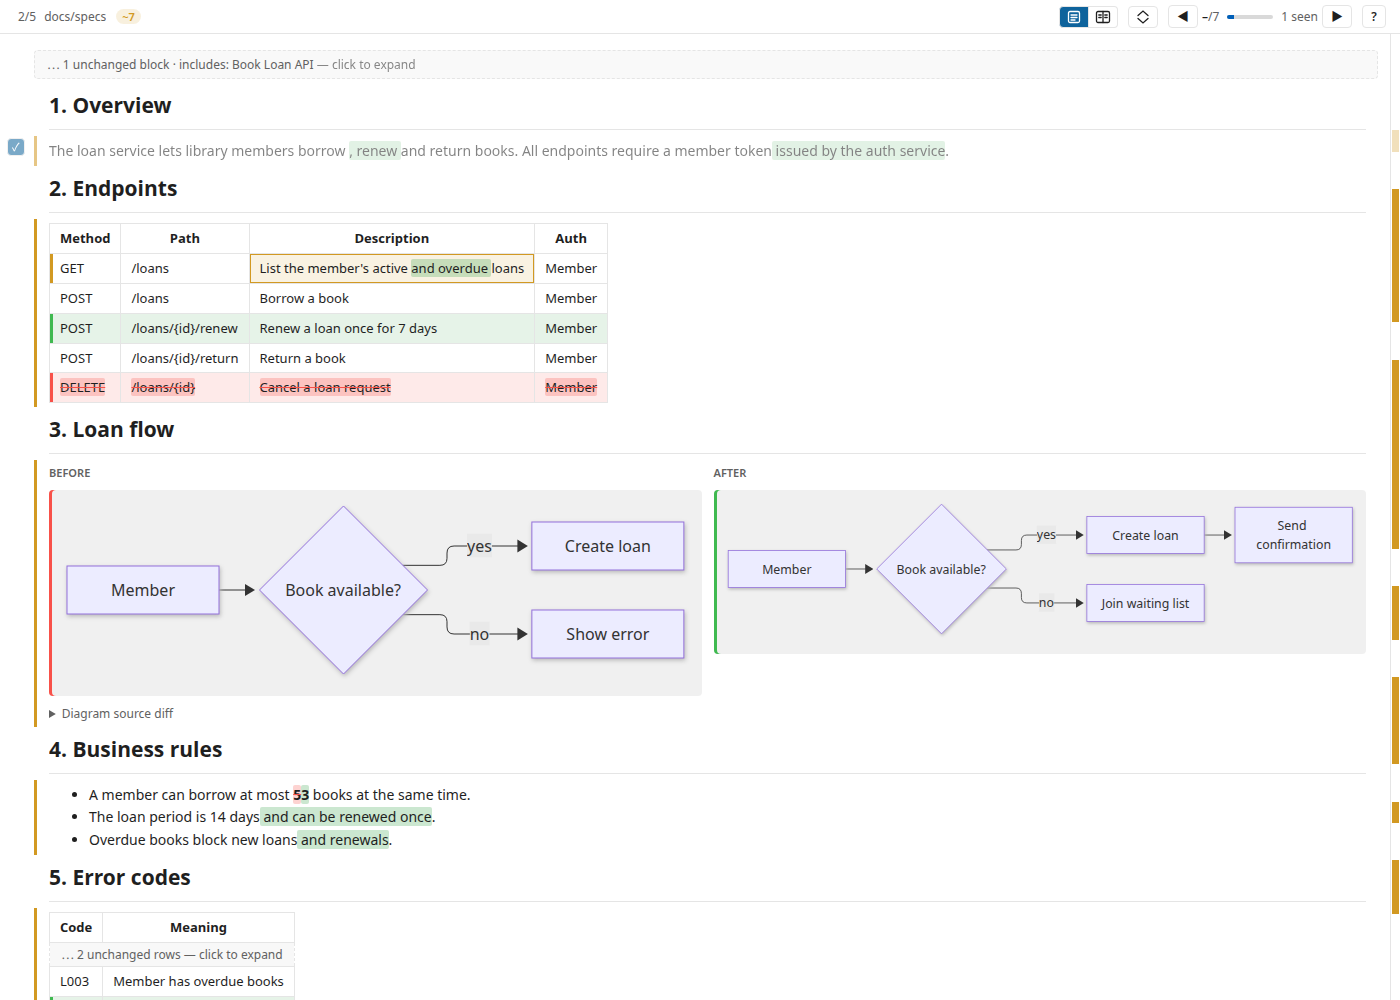 2/5 docs/specs ~7 –/7 1 seen ?
... 1 unchanged block · includes: Book Loan API — click to expand
1. Overview
The loan service lets library members borrow , renew and return books. All endpoints require a member token issued by the auth service.
2. Endpoints
Method Path Description Auth
GET /loans List the member's active and overdue loans Member
POST /loans Borrow a book Member
POST /loans/{id}/renew Renew a loan once for 7 days Member
POST /loans/{id}/return Return a book Member
DELETE /loans/{id} Cancel a loan request Member
3. Loan flow
BEFORE
Member
Book available?
yes
Create loan
no
Show error
AFTER
Member
Book available?
yes
Create loan
Send
confirmation
no
Join waiting list
Diagram source diff
4. Business rules
• A member can borrow at most 53 books at the same time.
• The loan period is 14 days and can be renewed once.
• Overdue books block new loans and renewals.
5. Error codes
Code Meaning
... 2 unchanged rows — click to expand
L003 Member has overdue books